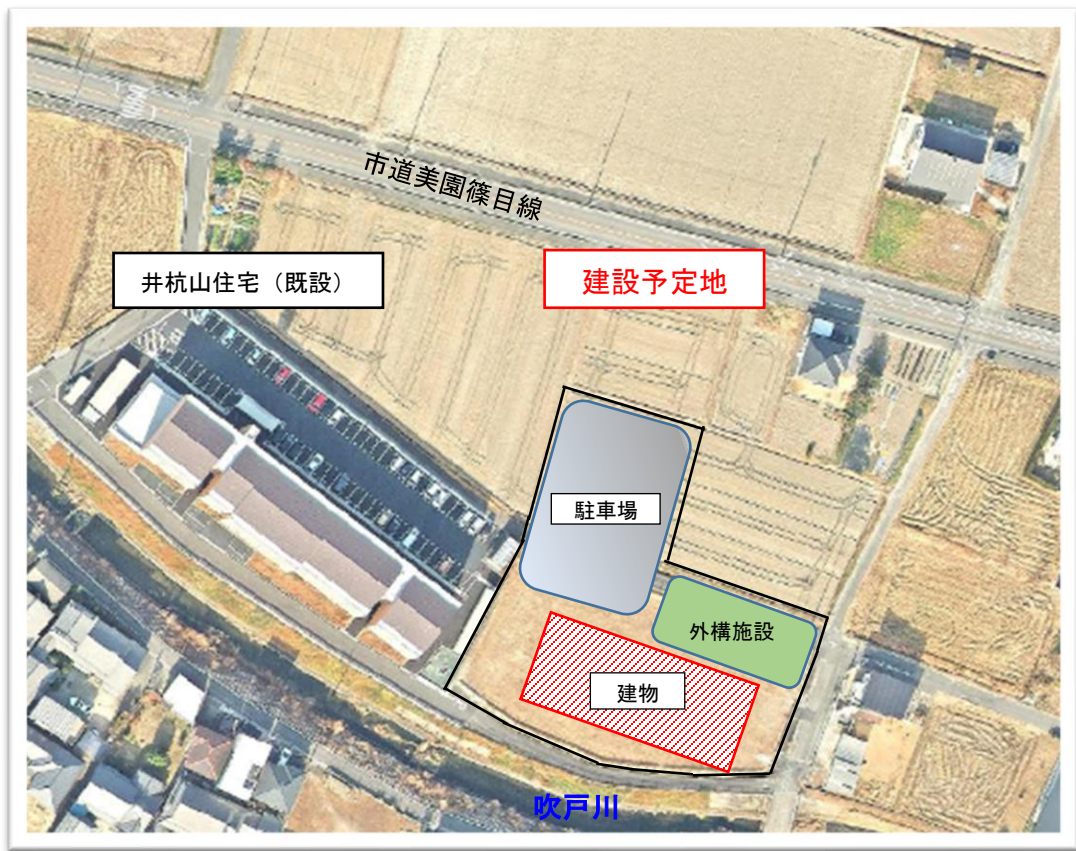 市道美園篠目線
井杭山住宅（既設）
建設予定地
駐車場
外構施設
建物
吹戸川